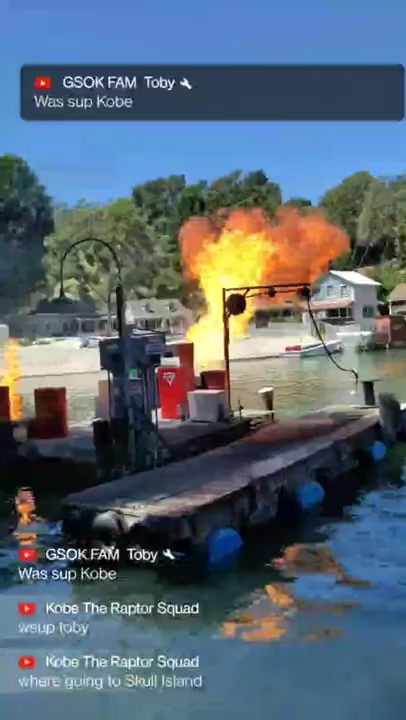 GSOK FAM Toby
Was sup Kobe
GSOK FAM Toby
Was sup Kobe
Kobe The Raptor Squad
wsup toby
Kobe The Raptor Squad
where going to Skull Island